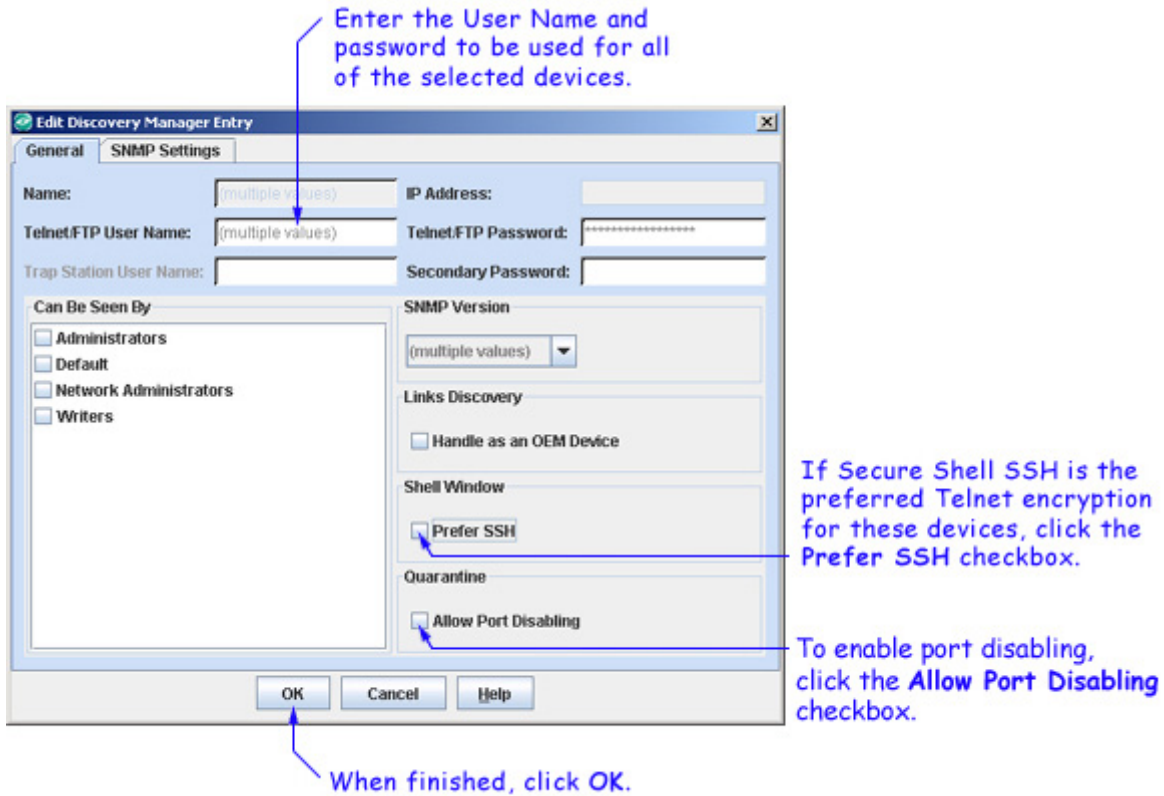 Enter the User Name and
password to be used for all
of the selected devices.
Edit Discovery Manager Entry
General SNMP Settings
Name: (multiple values) IP Address:
Telnet/FTP User Name: (multiple values) Telnet/FTP Password: *****************
Trap Station User Name: Secondary Password:
Can Be Seen By
Administrators
Default
Network Administrators
Writers
SNMP Version
(multiple values)
Links Discovery
Handle as an OEM Device
Shell Window
Prefer SSH
Quarantine
Allow Port Disabling
If Secure Shell SSH is the
preferred Telnet encryption
for these devices, click the
Prefer SSH checkbox.
To enable port disabling,
click the Allow Port Disabling
checkbox.
OK Cancel Help
When finished, click OK.